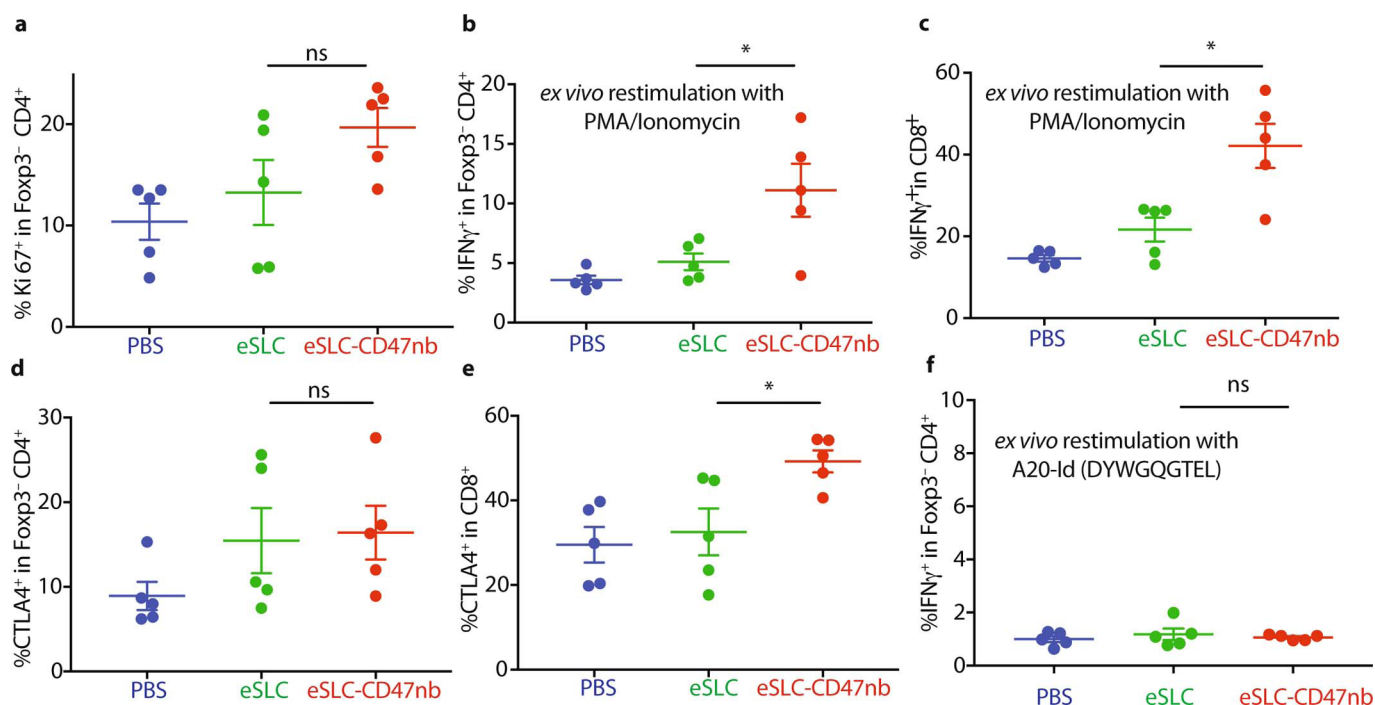 a
ns
% Ki 67⁺ in Foxp3⁻ CD4⁺
20
10
0
PBS
eSLC
eSLC-CD47nb
b
*
ex vivo restimulation with
PMA/Ionomycin
% IFNγ⁺ in Foxp3⁻ CD4⁺
20
15
10
5
0
PBS
eSLC
eSLC-CD47nb
c
*
ex vivo restimulation with
PMA/Ionomycin
%IFNγ⁺in CD8⁺
60
40
20
0
PBS
eSLC
eSLC-CD47nb
d
ns
%CTLA4⁺ in Foxp3⁻ CD4⁺
30
20
10
0
PBS
eSLC
eSLC-CD47nb
e
*
%CTLA4⁺ in CD8⁺
60
40
20
0
PBS
eSLC
eSLC-CD47nb
f
ns
ex vivo restimulation with
A20-Id (DYWGQGTEL)
%IFNγ⁺ in Foxp3⁻ CD4⁺
10
8
6
4
2
0
PBS
eSLC
eSLC-CD47nb